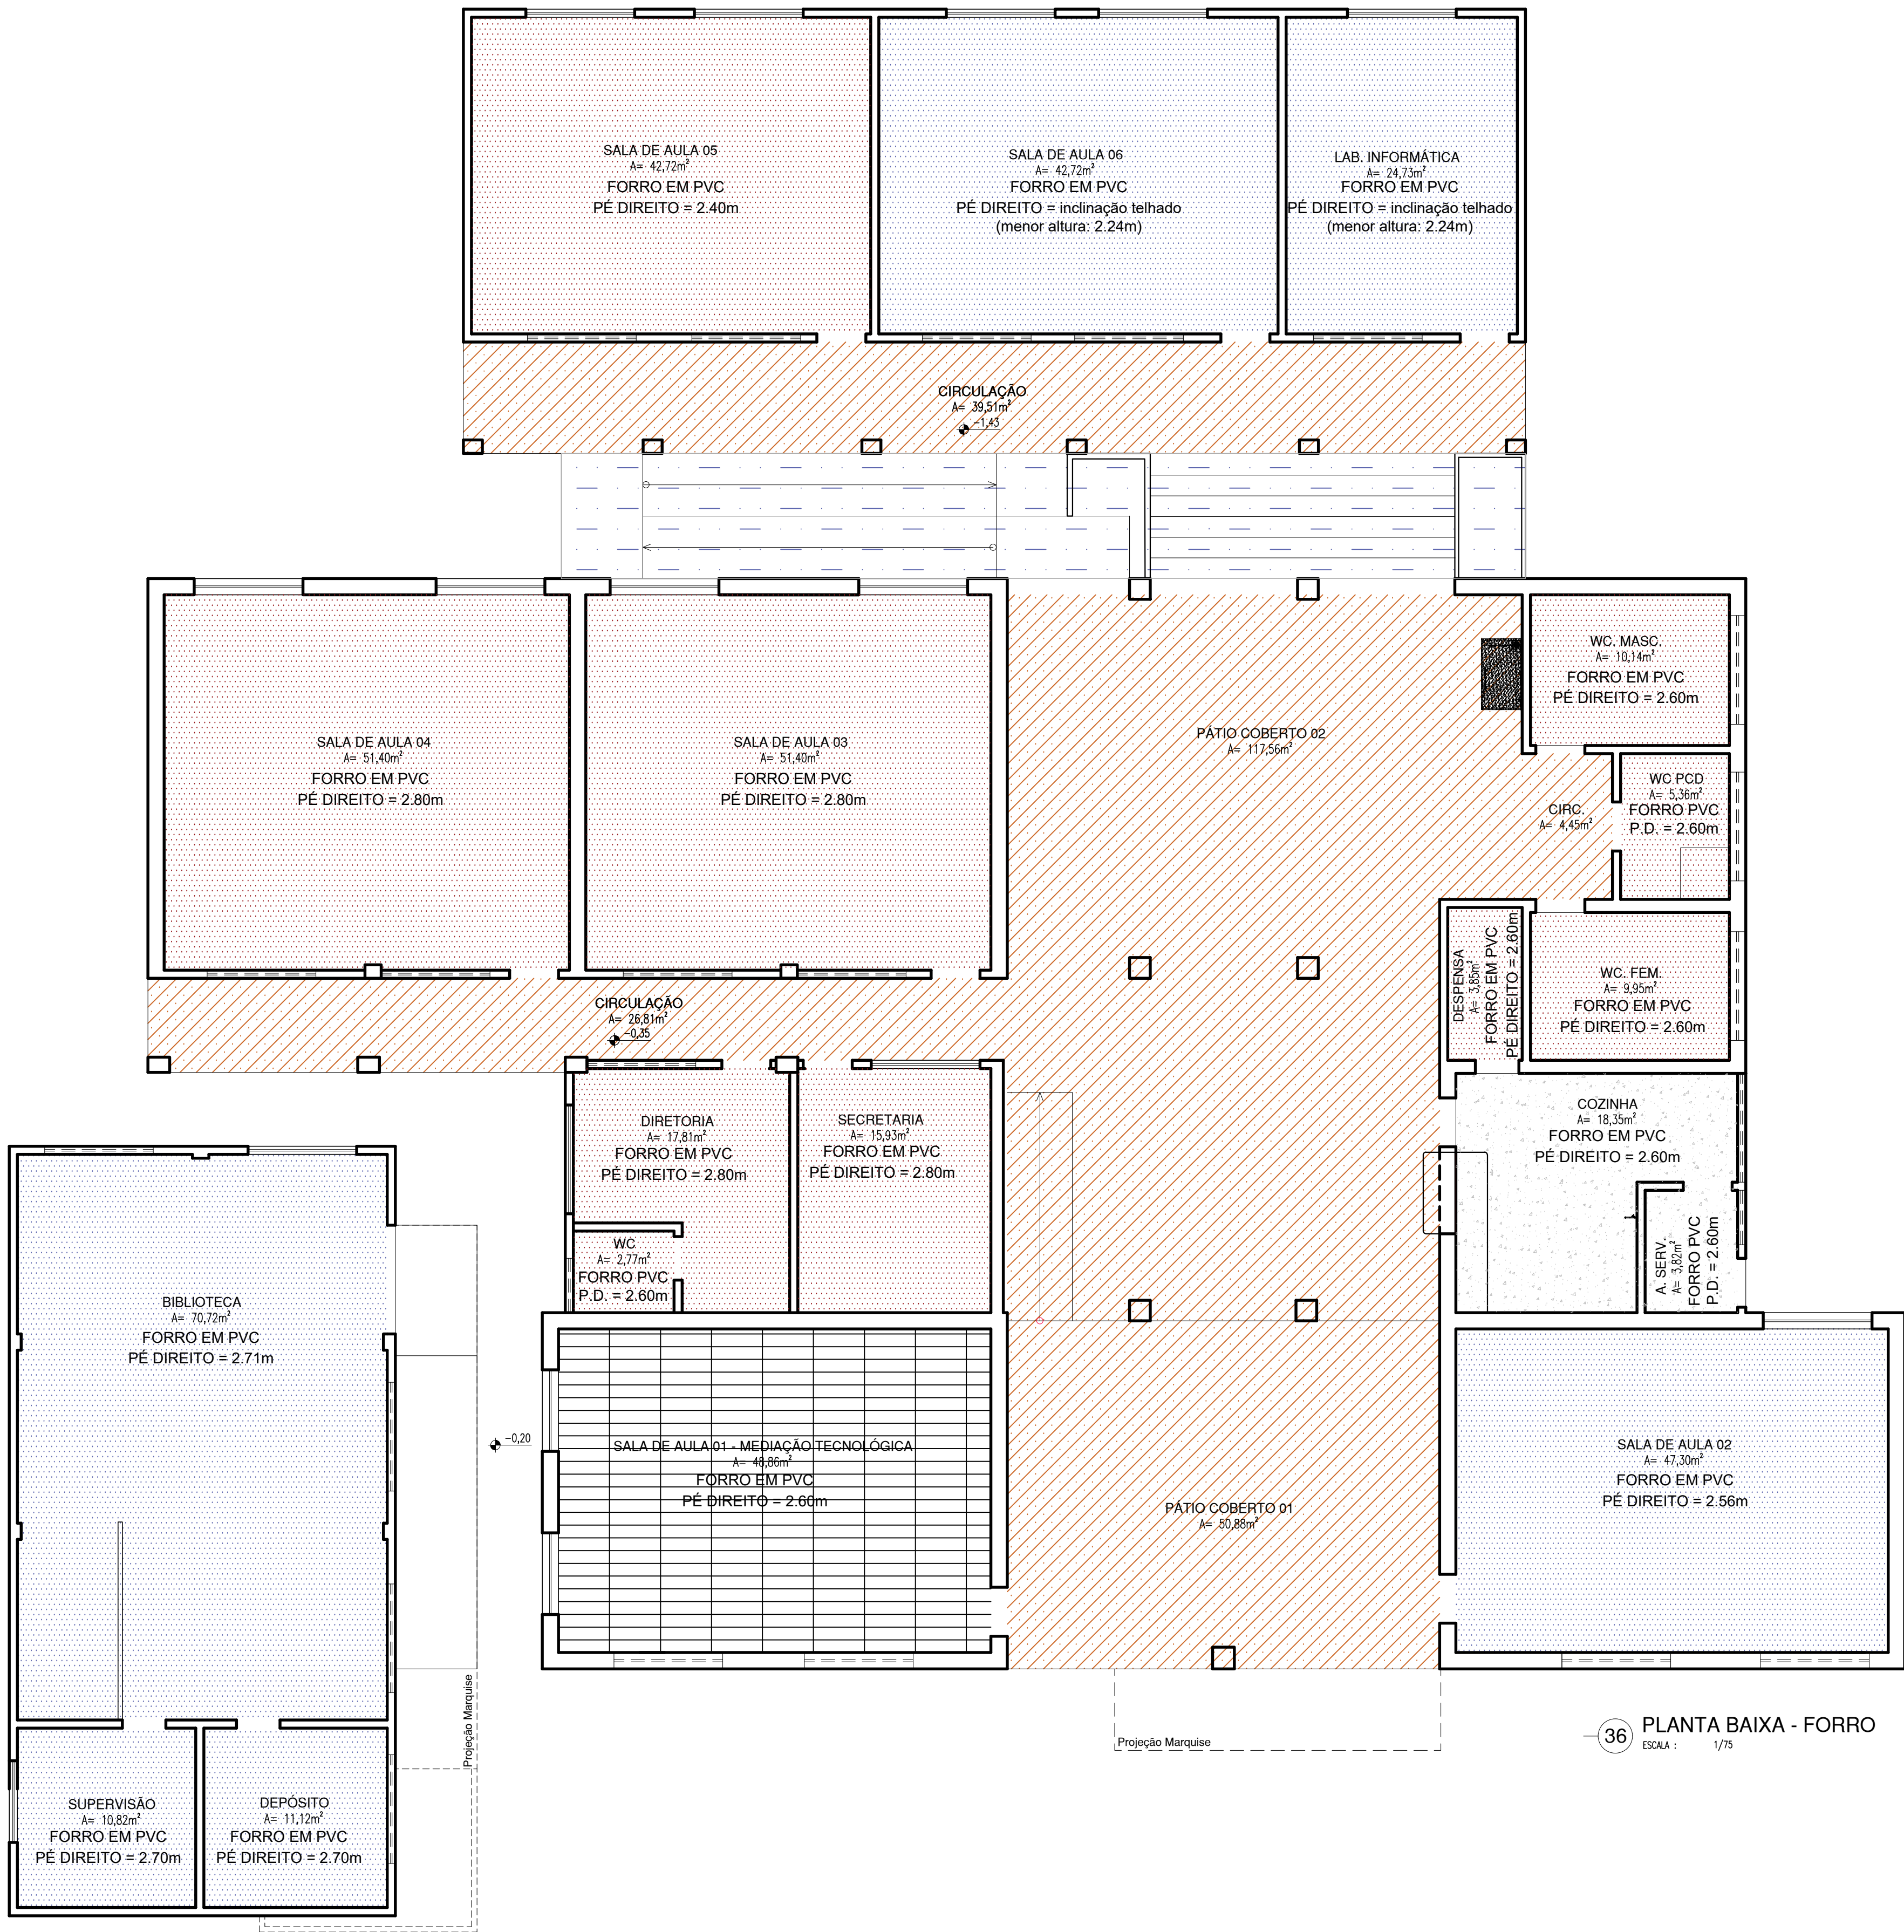 SALA DE AULA 05
A= 42,72m²
FORRO EM PVC
PÉ DIREITO = 2.40m
SALA DE AULA 06
A= 42,72m²
FORRO EM PVC
PÉ DIREITO = inclinação telhado
(menor altura: 2.24m)
LAB. INFORMÁTICA
A= 24,73m²
FORRO EM PVC
PÉ DIREITO = inclinação telhado
(menor altura: 2.24m)
CIRCULAÇÃO
A= 39,51m²
-1,43
SALA DE AULA 04
A= 51,40m²
FORRO EM PVC
PÉ DIREITO = 2.80m
SALA DE AULA 03
A= 51,40m²
FORRO EM PVC
PÉ DIREITO = 2.80m
PÁTIO COBERTO 02
A= 117,56m²
WC. MASC.
A= 10,14m²
FORRO EM PVC
PÉ DIREITO = 2.60m
WC PCD
A= 5,36m²
FORRO PVC
P.D. = 2.60m
CIRC.
A= 4,45m²
DESPENSA
A= 3,85m²
FORRO EM PVC
PÉ DIREITO = 2.60m
WC. FEM.
A= 9,95m²
FORRO EM PVC
PÉ DIREITO = 2.60m
CIRCULAÇÃO
A= 26,81m²
-0,35
DIRETORIA
A= 17,81m²
FORRO EM PVC
PÉ DIREITO = 2.80m
SECRETARIA
A= 15,93m²
FORRO EM PVC
PÉ DIREITO = 2.80m
COZINHA
A= 18,35m²
FORRO EM PVC
PÉ DIREITO = 2.60m
WC
A= 2,77m²
FORRO PVC
P.D. = 2.60m
A. SERV.
A= 3,82m²
FORRO PVC
P.D. = 2.60m
BIBLIOTECA
A= 70,72m²
FORRO EM PVC
PÉ DIREITO = 2.71m
-0,20
SALA DE AULA 01 - MEDIAÇÃO TECNOLÓGICA
A= 48,86m²
FORRO EM PVC
PÉ DIREITO = 2.60m
PÁTIO COBERTO 01
A= 50,88m²
SALA DE AULA 02
A= 47,30m²
FORRO EM PVC
PÉ DIREITO = 2.56m
Projeção Marquise
Projeção Marquise
36
PLANTA BAIXA - FORRO
ESCALA : 1/75
SUPERVISÃO
A= 10,82m²
FORRO EM PVC
PÉ DIREITO = 2.70m
DEPÓSITO
A= 11,12m²
FORRO EM PVC
PÉ DIREITO = 2.70m